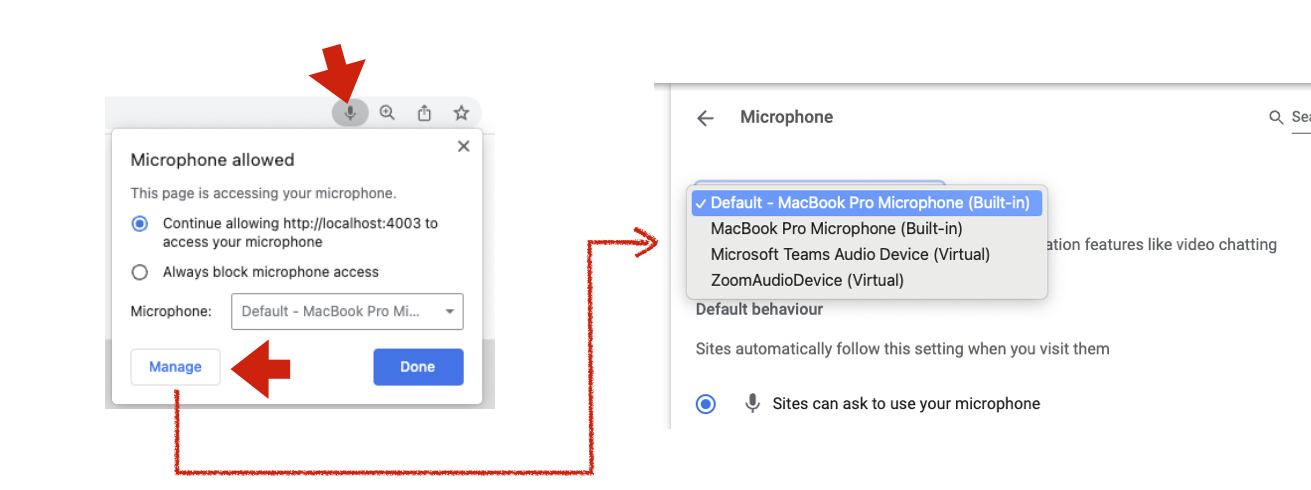 Microphone allowed
This page is accessing your microphone.
Continue allowing http://localhost:4003 to
access your microphone
Always block microphone access
Microphone:
Default - MacBook Pro Mi...
Manage
Done
Microphone
Default - MacBook Pro Microphone (Built-in)
MacBook Pro Microphone (Built-in)
Microsoft Teams Audio Device (Virtual)
ZoomAudioDevice (Virtual)
features like video chatting
Default behaviour
Sites automatically follow this setting when you visit them
Sites can ask to use your microphone